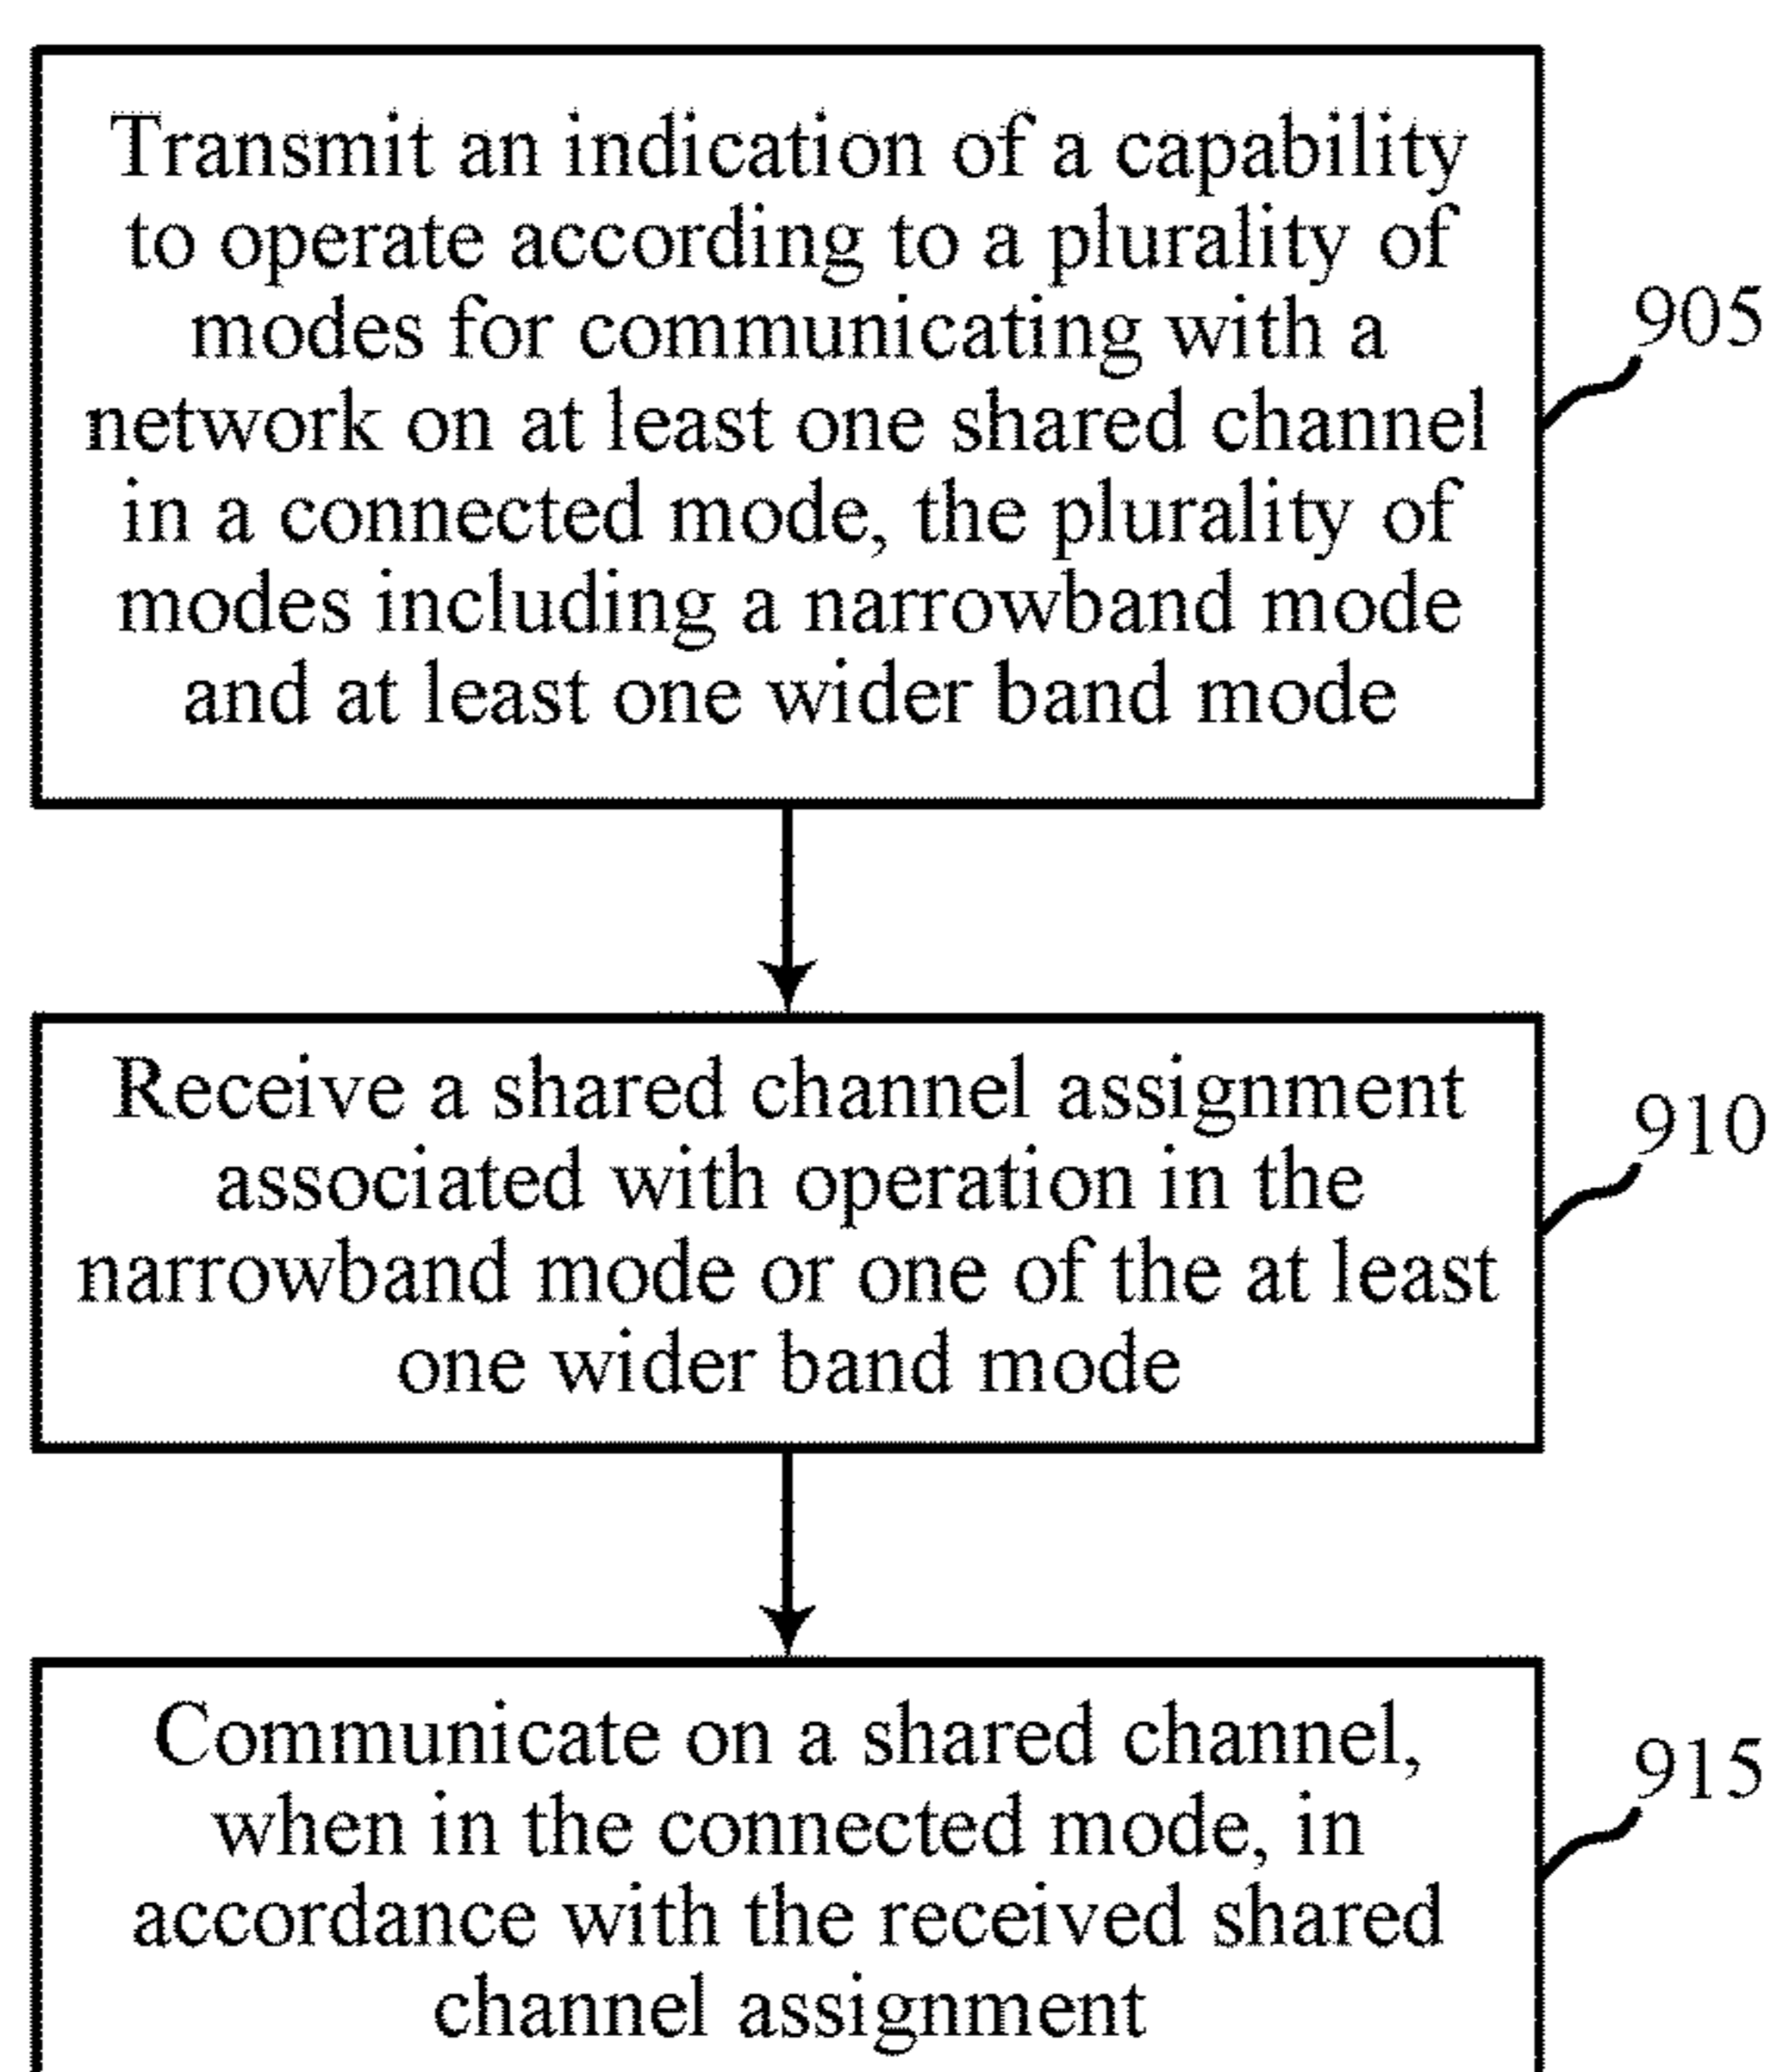 Transmit an indication of a capability
to operate according to a plurality of
modes for communicating with a
network on at least one shared channel
in a connected mode, the plurality of
modes including a narrowband mode
and at least one wider band mode
905
Receive a shared channel assignment
associated with operation in the
narrowband mode or one of the at least
one wider band mode
910
Communicate on a shared channel,
when in the connected mode, in
accordance with the received shared
channel assignment
915